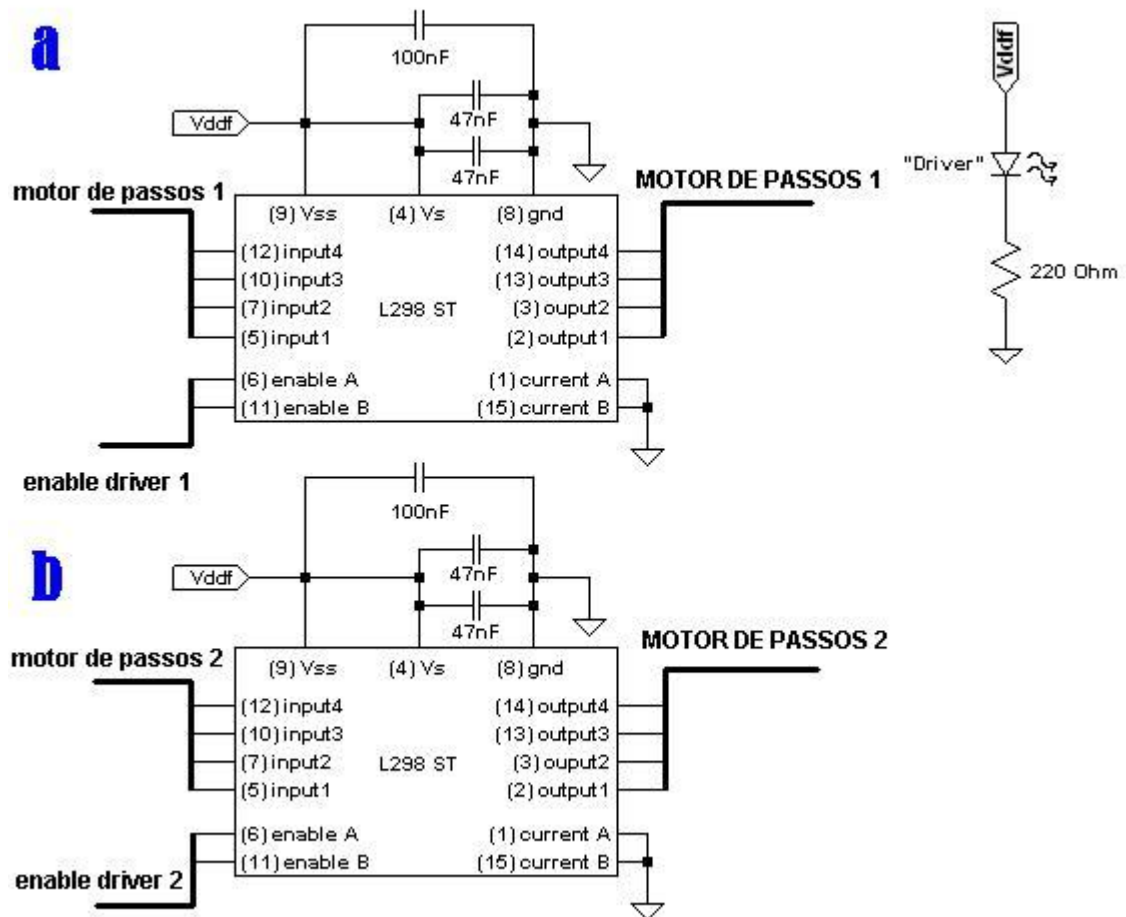 a
100nF
Vddf
47nF
47nF
motor de passos 1
MOTOR DE PASSOS 1
(9) Vss
(4) Vs
(8) gnd
(12) input4
(10) input3
(7) input2
(5) input1
L298 ST
(14) output4
(13) output3
(3) ouput2
(2) output1
(6) enable A
(11) enable B
(1) current A
(15) current B
enable driver 1
Vddf
"Driver"
220 Ohm
b
100nF
Vddf
47nF
47nF
motor de passos 2
MOTOR DE PASSOS 2
(9) Vss
(4) Vs
(8) gnd
(12) input4
(10) input3
(7) input2
(5) input1
L298 ST
(14) output4
(13) output3
(3) ouput2
(2) output1
(6) enable A
(11) enable B
(1) current A
(15) current B
enable driver 2